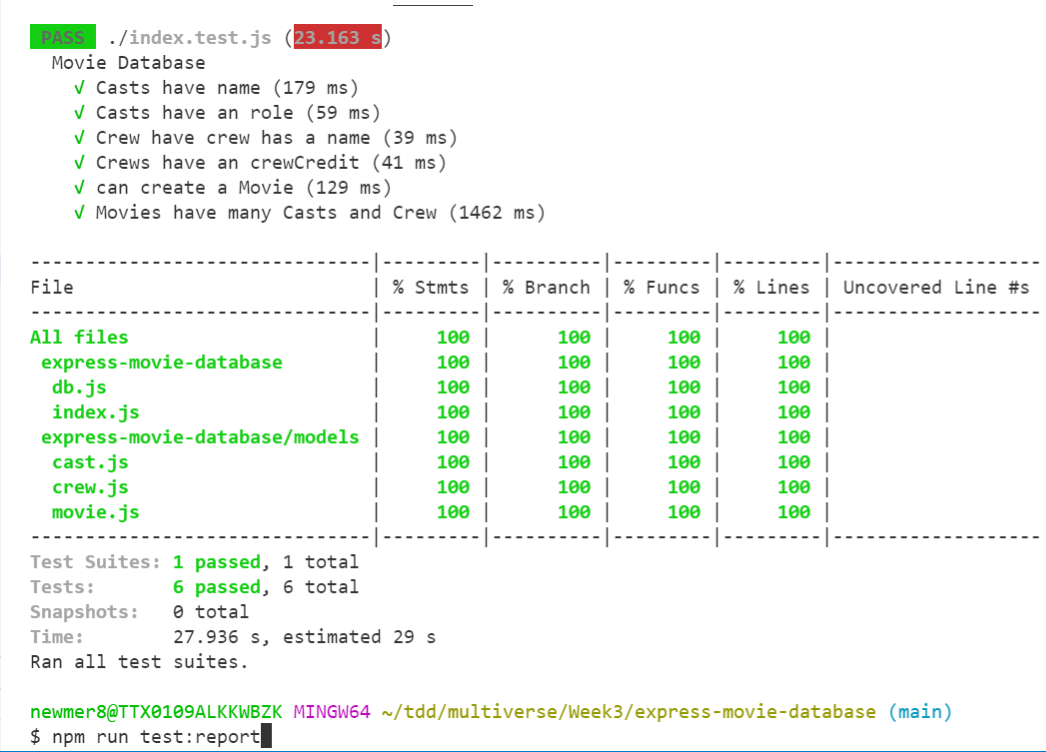 PASS ./index.test.js (23.163 s)
Movie Database
√ Casts have name (179 ms)
√ Casts have an role (59 ms)
√ Crew have crew has a name (39 ms)
√ Crews have an crewCredit (41 ms)
√ can create a Movie (129 ms)
√ Movies have many Casts and Crew (1462 ms)
-------------------------------|---------|----------|---------|---------|-------------------
File | % Stmts | % Branch | % Funcs | % Lines | Uncovered Line #s
-------------------------------|---------|----------|---------|---------|-------------------
All files | 100 | 100 | 100 | 100 |
express-movie-database | 100 | 100 | 100 | 100 |
db.js | 100 | 100 | 100 | 100 |
index.js | 100 | 100 | 100 | 100 |
express-movie-database/models | 100 | 100 | 100 | 100 |
cast.js | 100 | 100 | 100 | 100 |
crew.js | 100 | 100 | 100 | 100 |
movie.js | 100 | 100 | 100 | 100 |
-------------------------------|---------|----------|---------|---------|-------------------
Test Suites: 1 passed, 1 total
Tests: 6 passed, 6 total
Snapshots: 0 total
Time: 27.936 s, estimated 29 s
Ran all test suites.
newmer8@TTX0109ALKKWBZK MINGW64 ~/tdd/multiverse/Week3/express-movie-database (main)
$ npm run test:report